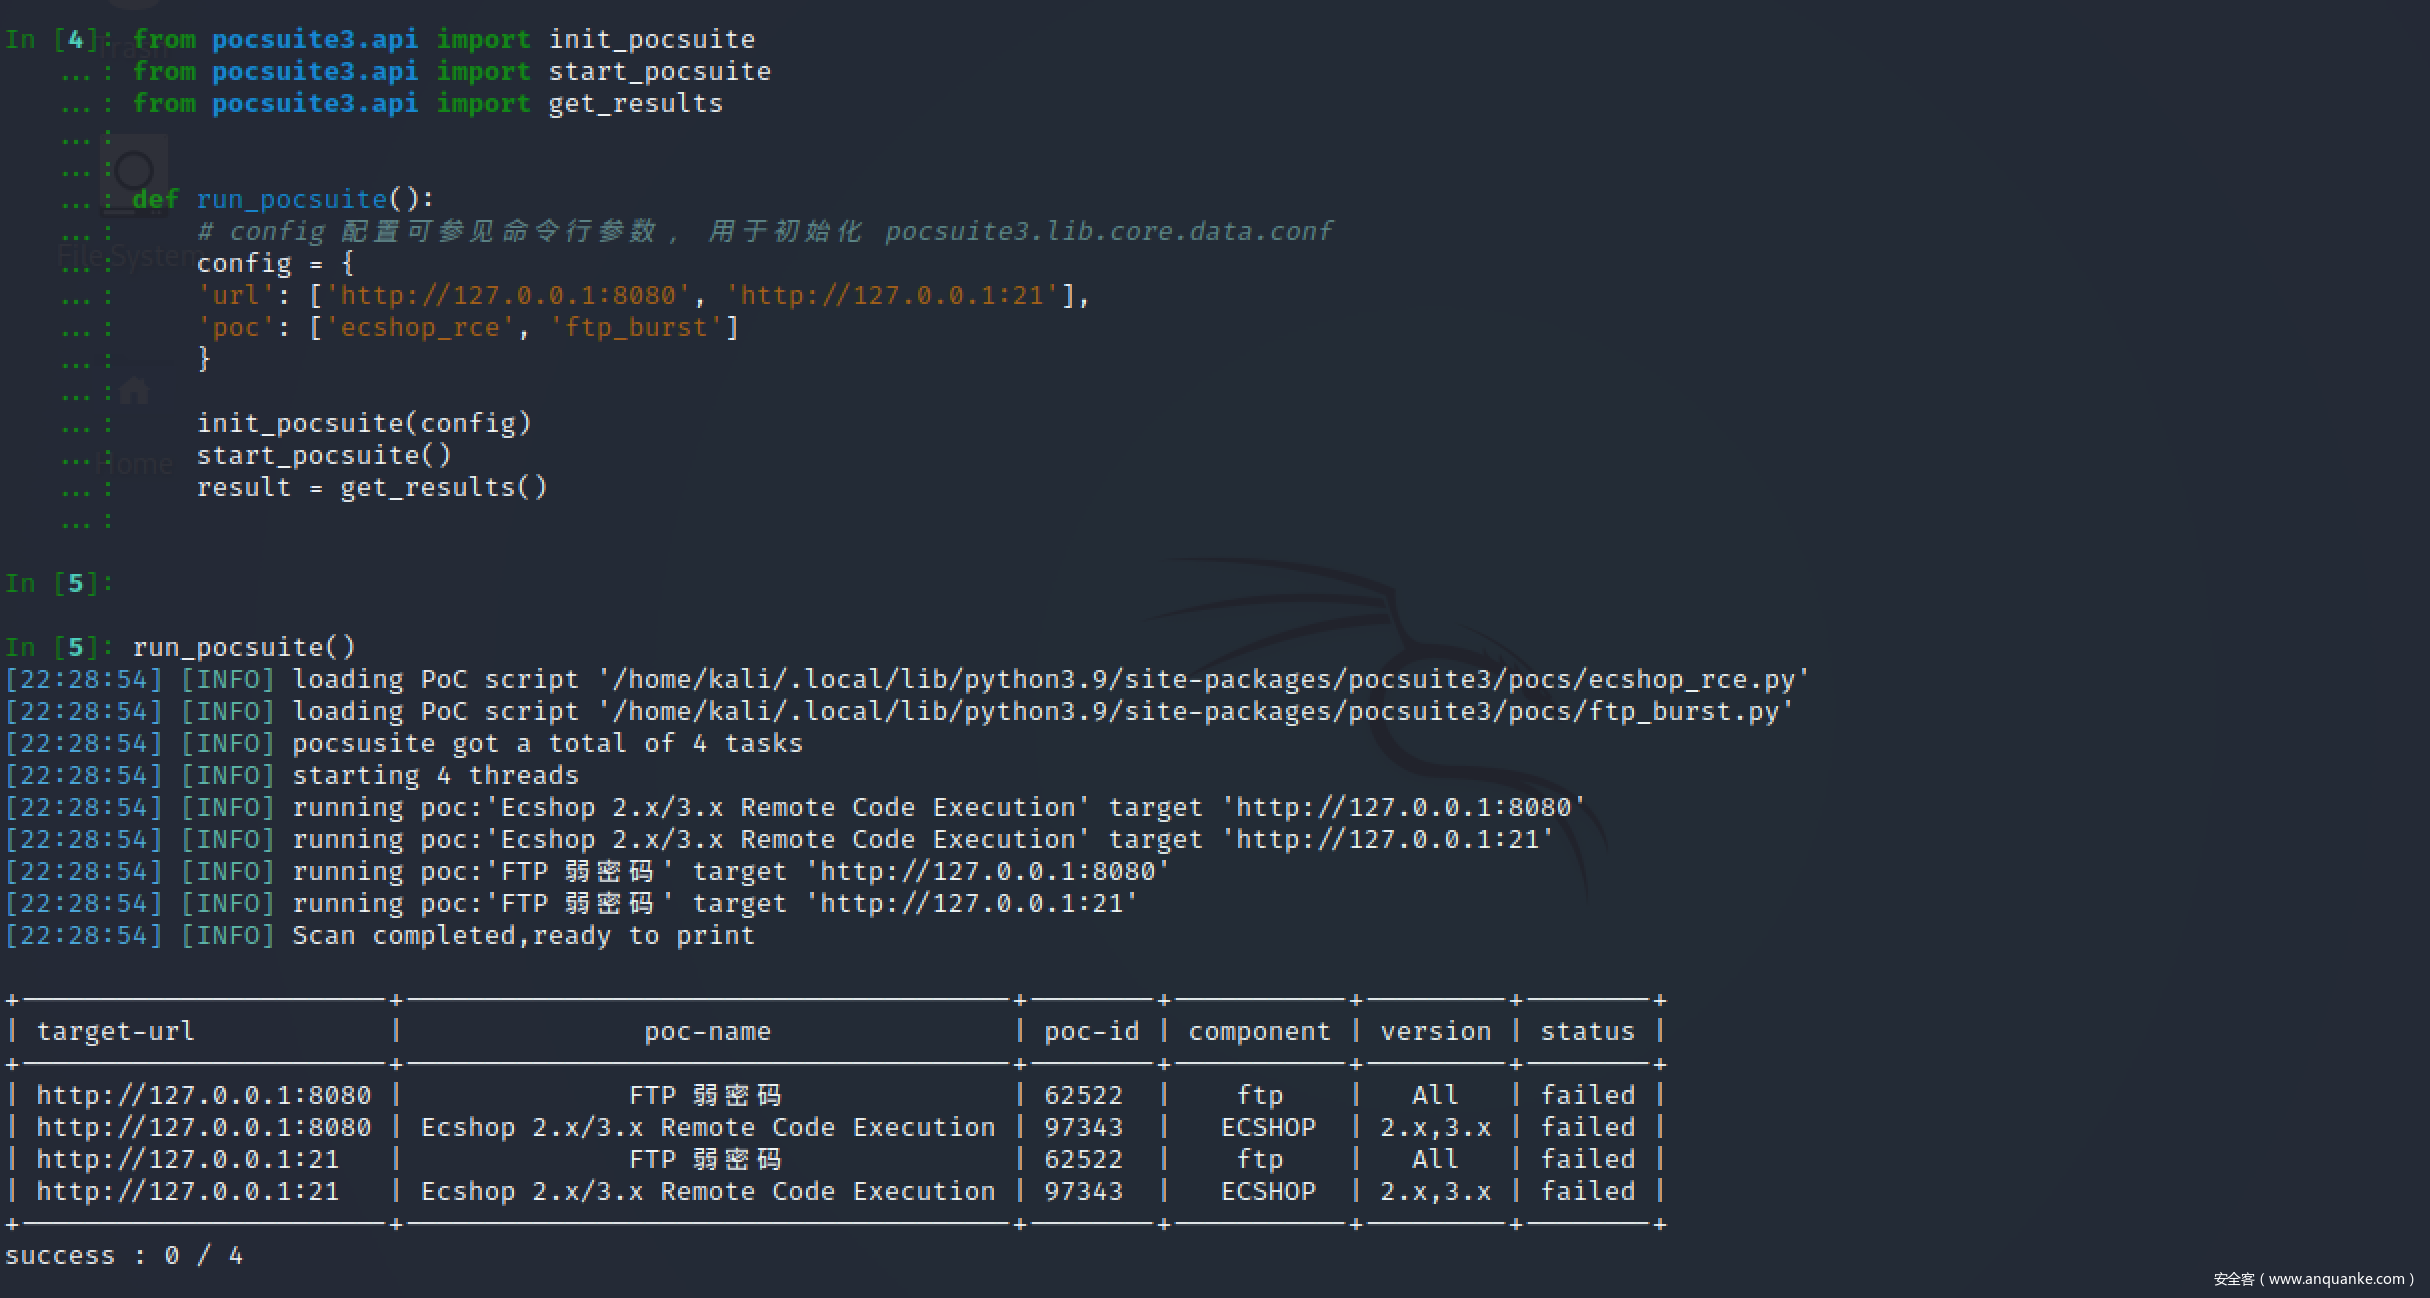 In [4]: from pocsuite3.api import init_pocsuite
   ...: from pocsuite3.api import start_pocsuite
   ...: from pocsuite3.api import get_results
   ...:
   ...:
   ...: def run_pocsuite():
   ...:     # config 配置可参见命令行参数， 用于初始化 pocsuite3.lib.core.data.conf
   ...:     config = {
   ...:     'url': ['http://127.0.0.1:8080', 'http://127.0.0.1:21'],
   ...:     'poc': ['ecshop_rce', 'ftp_burst']
   ...:     }
   ...:
   ...:     init_pocsuite(config)
   ...:     start_pocsuite()
   ...:     result = get_results()
   ...:
In [5]:
In [5]: run_pocsuite()
[22:28:54] [INFO] loading PoC script '/home/kali/.local/lib/python3.9/site-packages/pocsuite3/pocs/ecshop_rce.py'
[22:28:54] [INFO] loading PoC script '/home/kali/.local/lib/python3.9/site-packages/pocsuite3/pocs/ftp_burst.py'
[22:28:54] [INFO] pocsusite got a total of 4 tasks
[22:28:54] [INFO] starting 4 threads
[22:28:54] [INFO] running poc:'Ecshop 2.x/3.x Remote Code Execution' target 'http://127.0.0.1:8080'
[22:28:54] [INFO] running poc:'Ecshop 2.x/3.x Remote Code Execution' target 'http://127.0.0.1:21'
[22:28:54] [INFO] running poc:'FTP 弱密码' target 'http://127.0.0.1:8080'
[22:28:54] [INFO] running poc:'FTP 弱密码' target 'http://127.0.0.1:21'
[22:28:54] [INFO] Scan completed,ready to print
| target-url | poc-name | poc-id | component | version | status |
| http://127.0.0.1:8080 | FTP 弱密码 | 62522 | ftp | All | failed |
| http://127.0.0.1:8080 | Ecshop 2.x/3.x Remote Code Execution | 97343 | ECSHOP | 2.x,3.x | failed |
| http://127.0.0.1:21 | FTP 弱密码 | 62522 | ftp | All | failed |
| http://127.0.0.1:21 | Ecshop 2.x/3.x Remote Code Execution | 97343 | ECSHOP | 2.x,3.x | failed |
success : 0 / 4
Trash
File System
Home
安全客（www.anquanke.com）